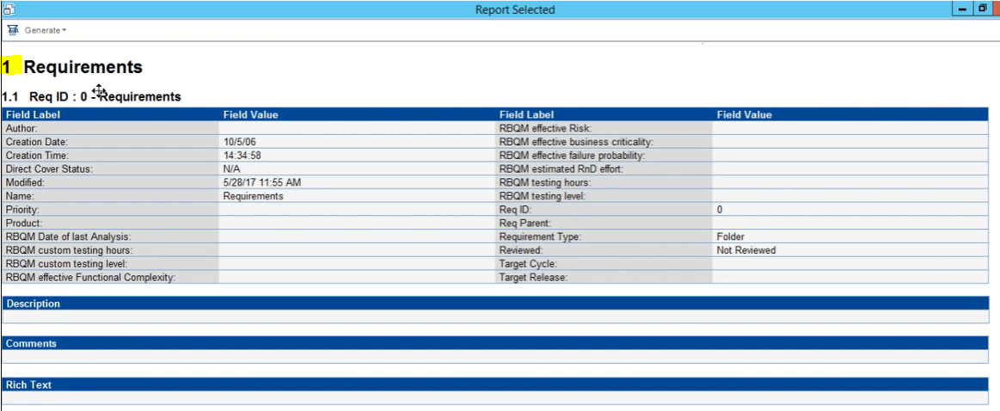 Report Selected
Generate
1 Requirements
1.1 Req ID : 0 - Requirements
Field Label Field Value Field Label Field Value
Author: RBQM effective Risk:
Creation Date: 10/5/06 RBQM effective business criticality:
Creation Time: 14:34:58 RBQM effective failure probability:
Direct Cover Status: N/A RBQM estimated RnD effort:
Modified: 5/28/17 11:55 AM RBQM testing hours:
Name: Requirements RBQM testing level:
Priority: Req ID: 0
Product: Req Parent:
RBQM Date of last Analysis: Requirement Type: Folder
RBQM custom testing hours: Reviewed: Not Reviewed
RBQM custom testing level: Target Cycle:
RBQM effective Functional Complexity: Target Release:
Description
Comments
Rich Text